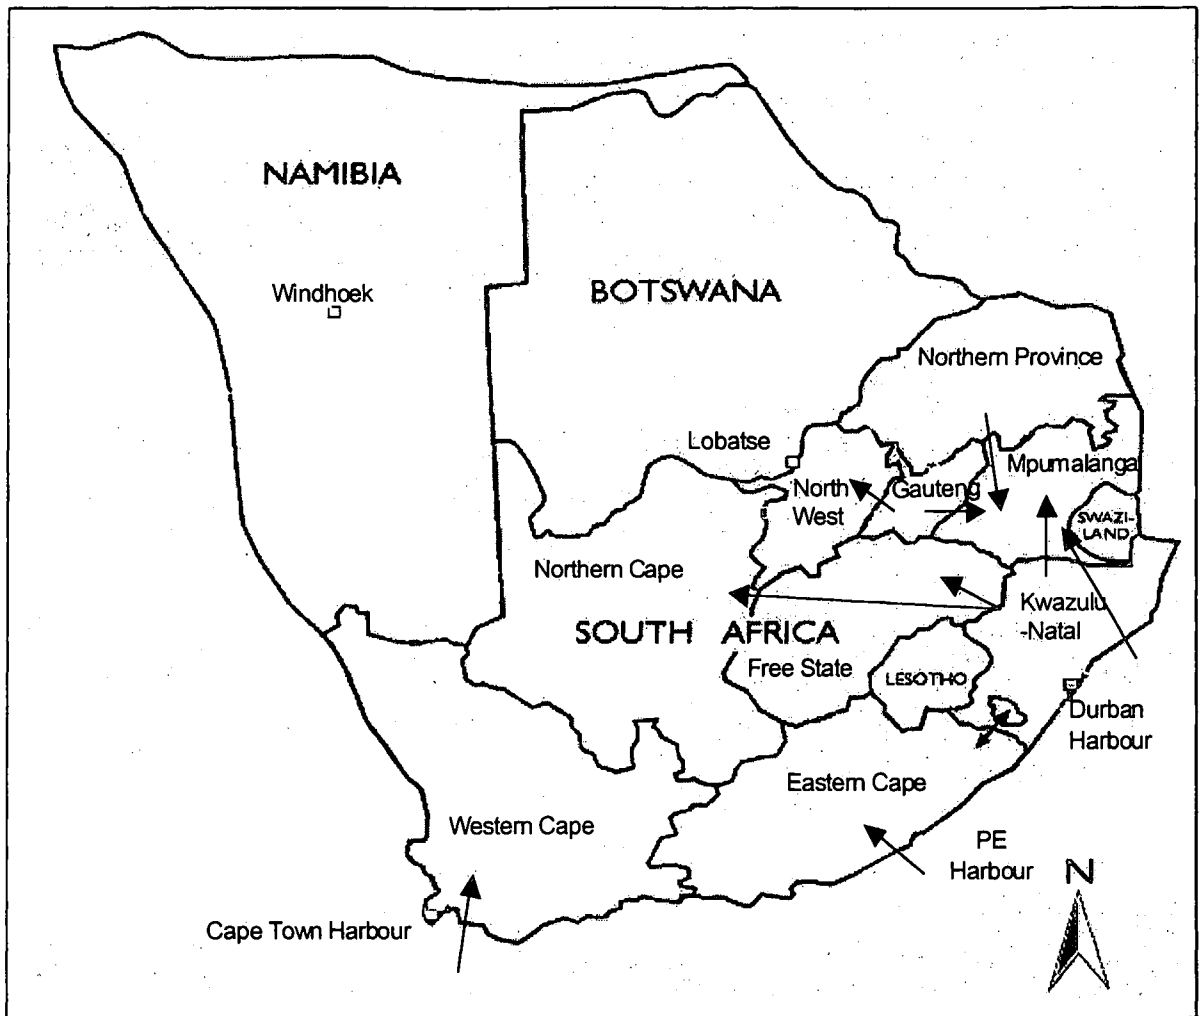 NAMIBIA
Windhoek
BOTSWANA
Northern Province
Lobatse
Mpumalanga
North
West
Gauteng
SWAZI-
LAND
Northern Cape
Kwazulu
-Natal
SOUTH AFRICA
Free State
LESOTHO
Durban
Harbour
Eastern Cape
Western Cape
PE
Harbour
N
Cape Town Harbour